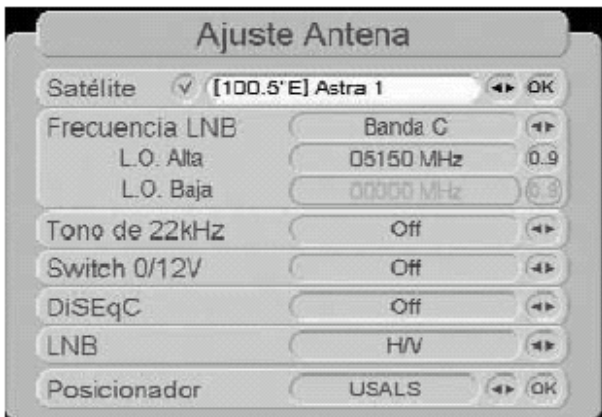 Ajuste Antena
Satélite [100.5°E] Astra 1 OK
Frecuencia LNB Banda C
L.O. Alta 05150 MHz 0..9
L.O. Baja 00000 MHz 0..9
Tono de 22kHz Off
Switch 0/12V Off
DiSEqC Off
LNB H/V
Posicionador USALS OK